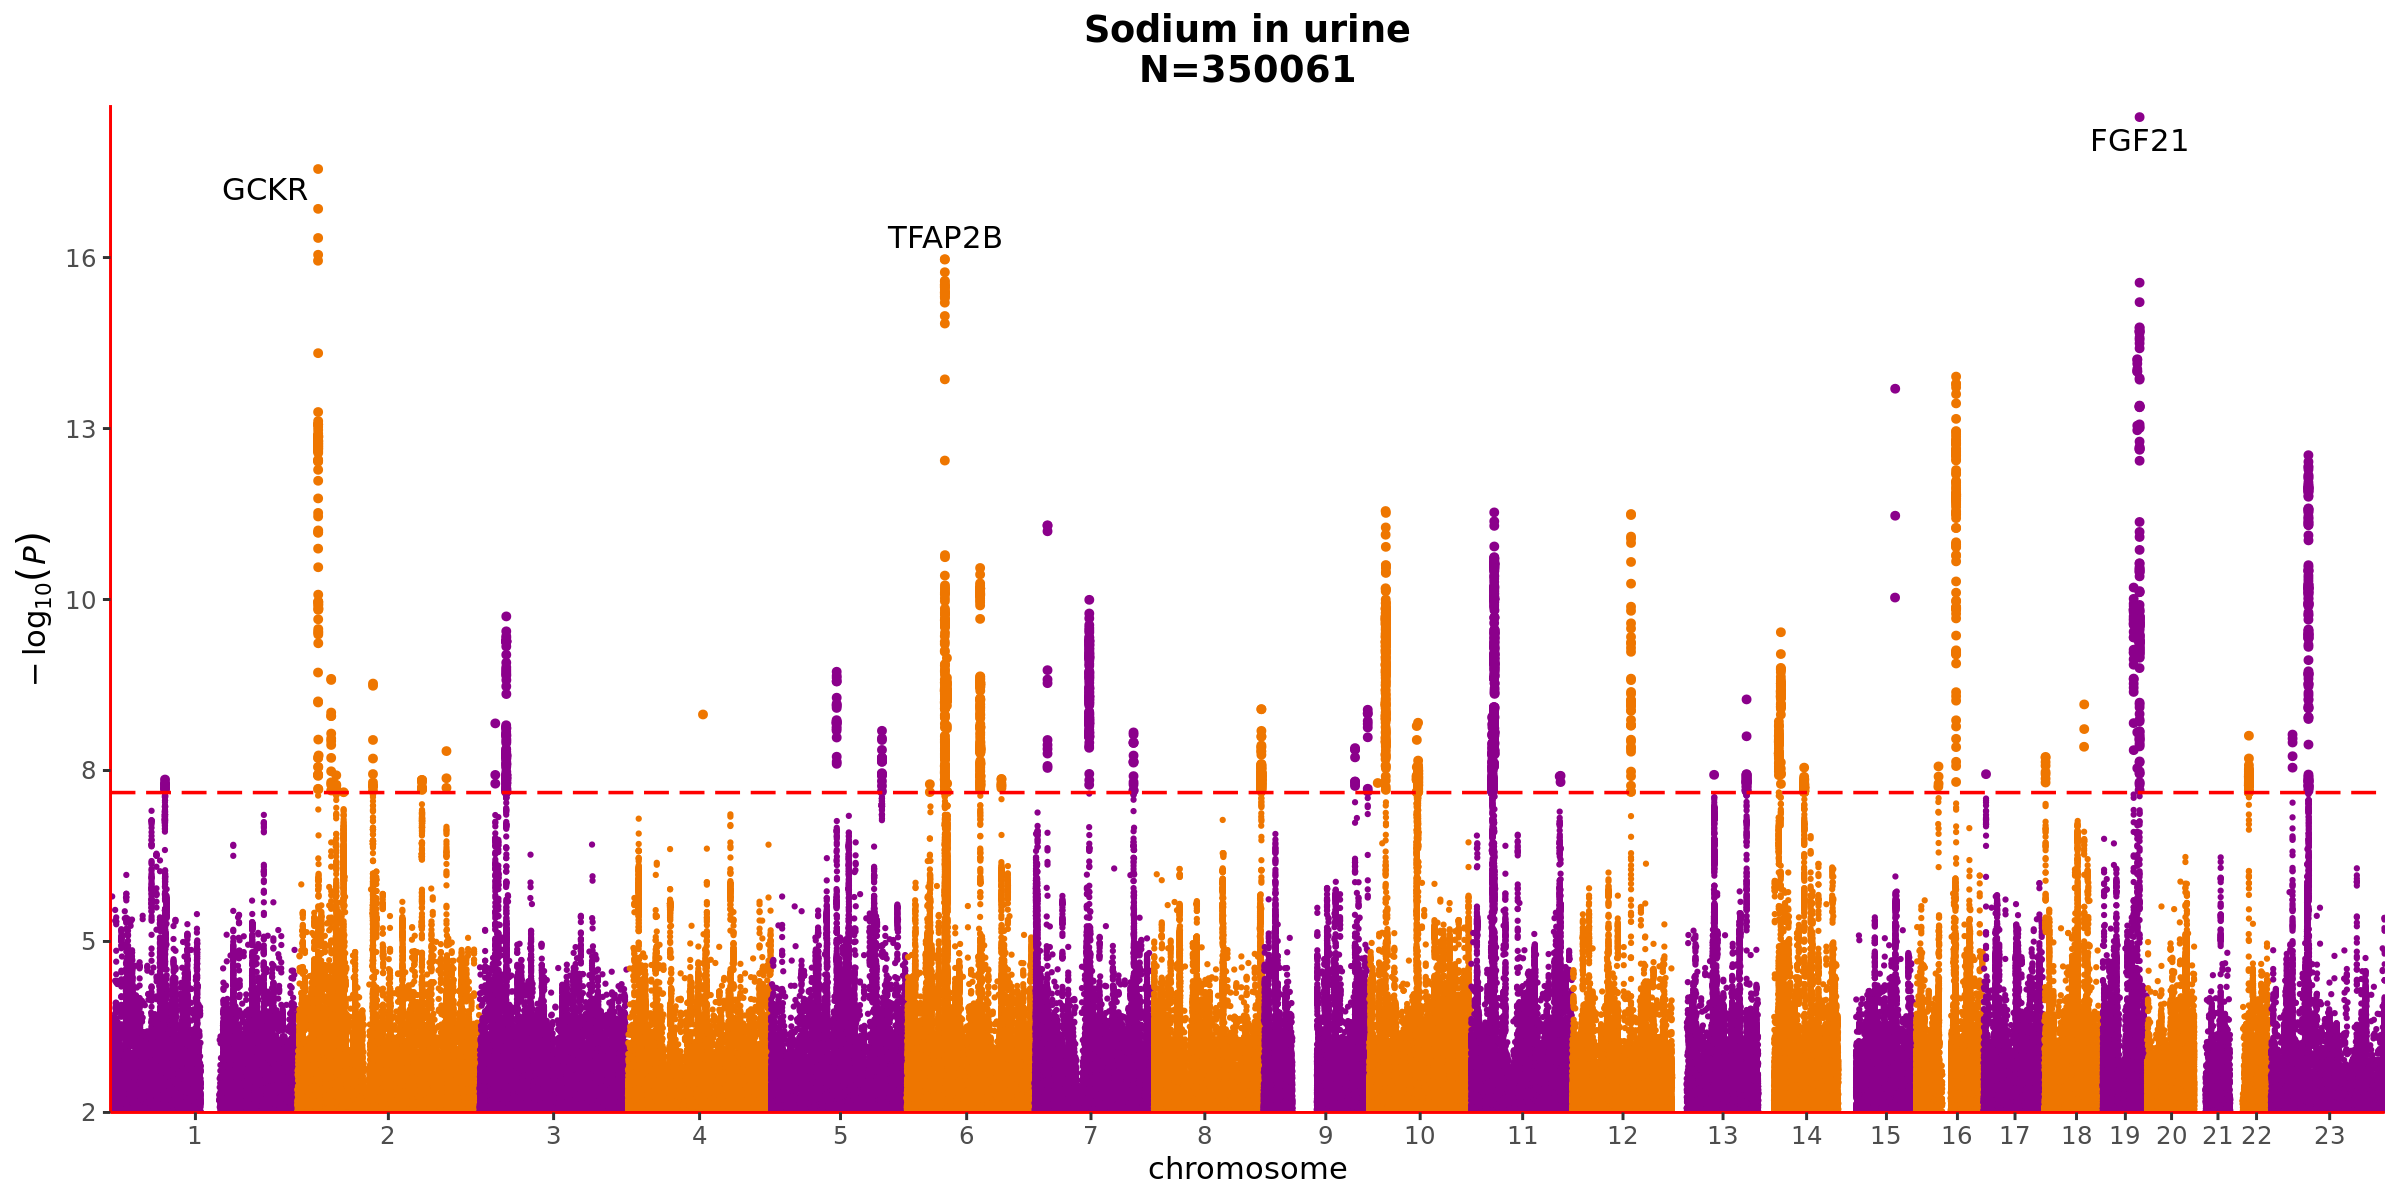 Sodium in urine
N=350061
FGF21
GCKR
TFAP2B
16
13
10
8
5
2
−log₁₀(P)
1 2 3 4 5 6 7 8 9 10 11 12 13 14 15 16 17 18 19 20 21 22 23
chromosome